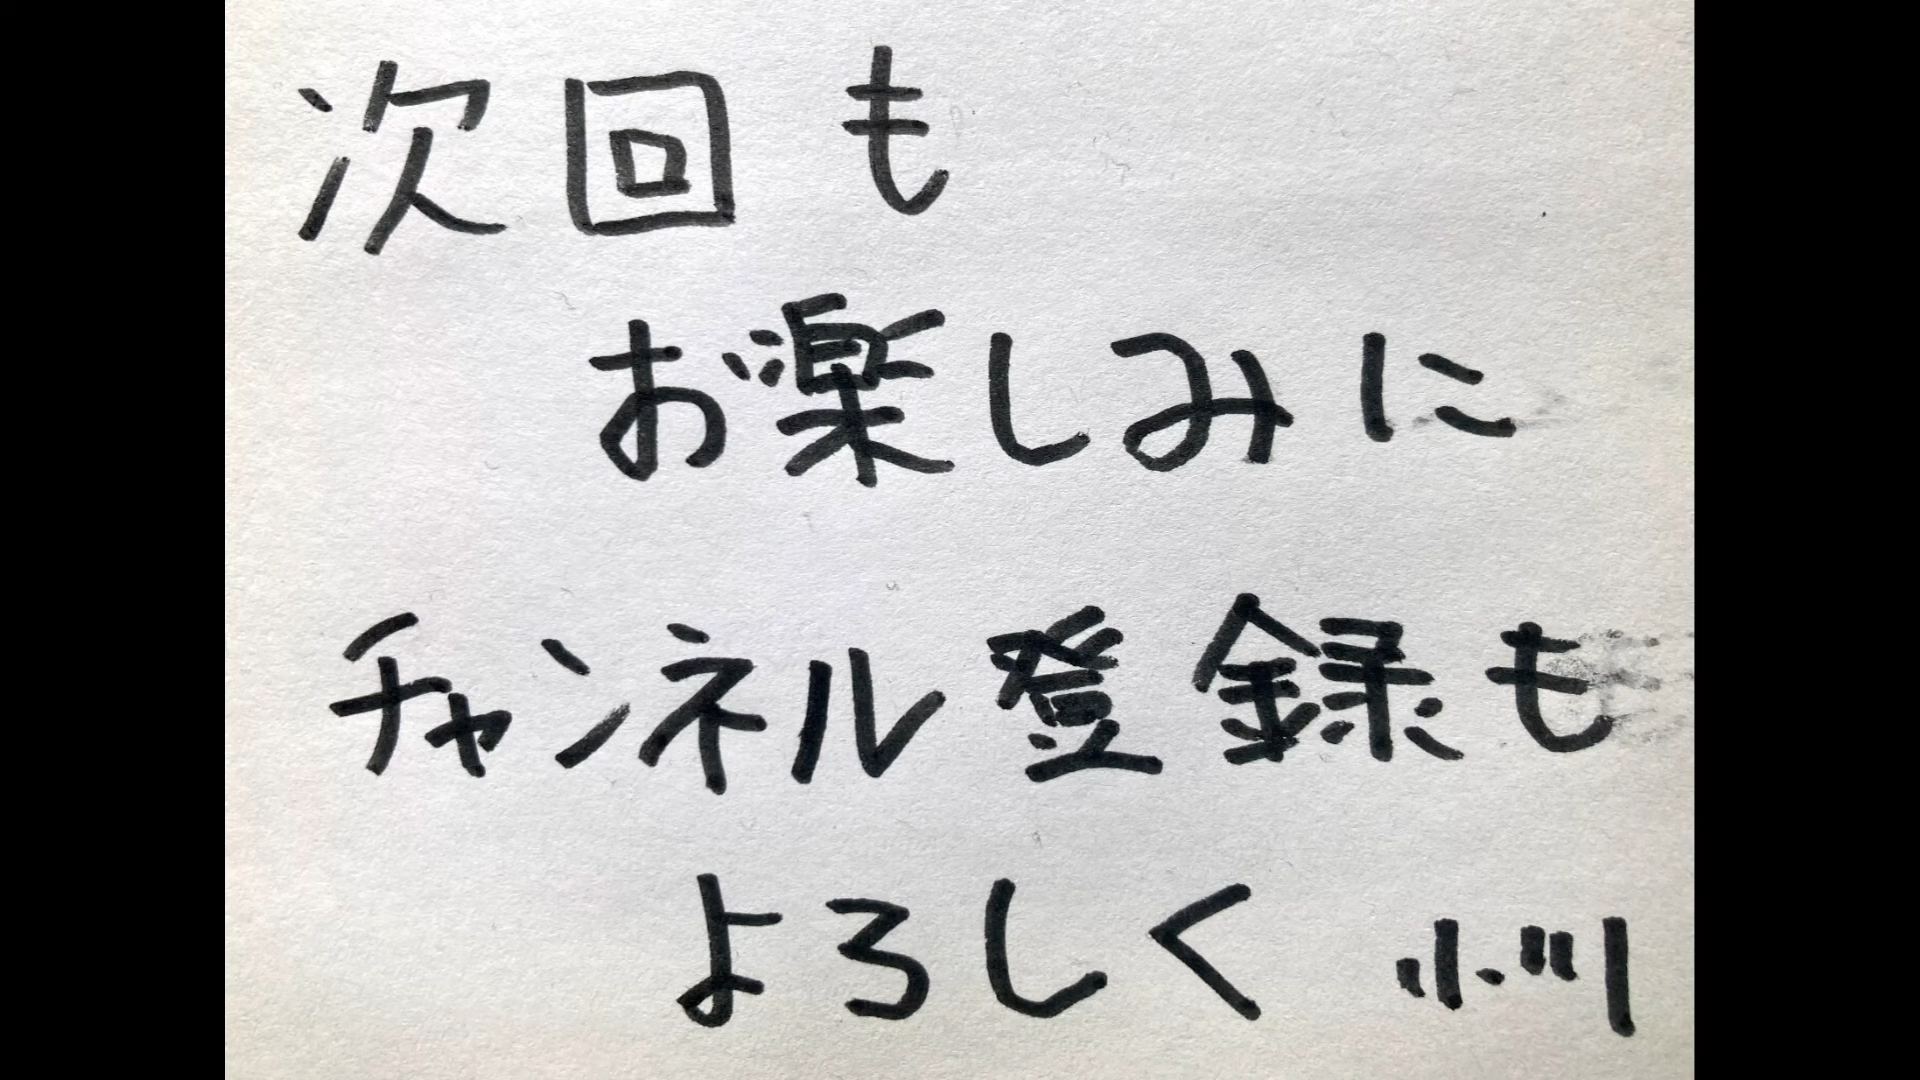 次回も
お楽しみに
チャンネル登録も
よろしく 小川